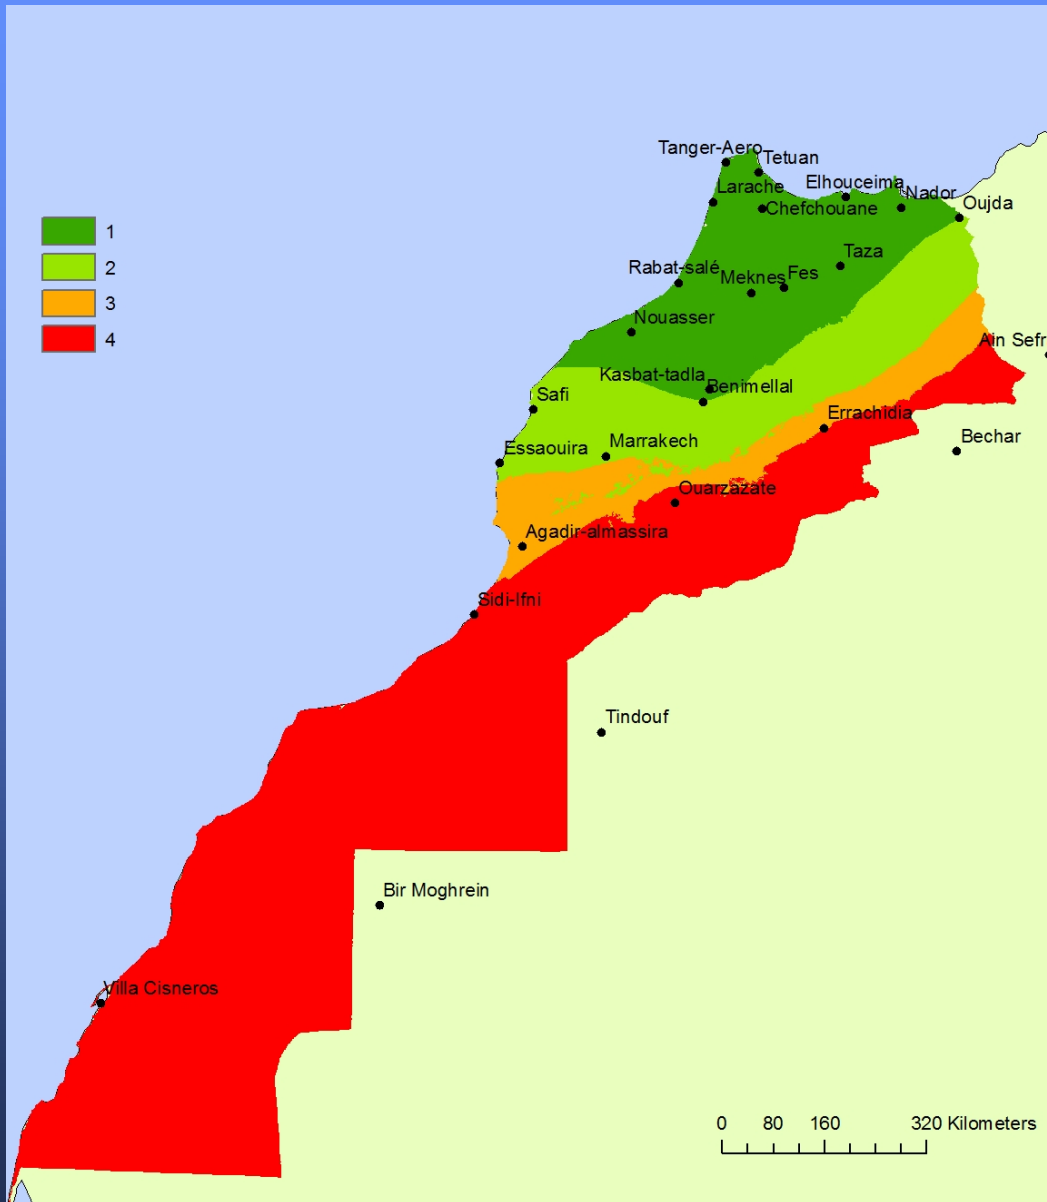 Tanger-Aero
Tetuan
Larache
Elhouceima
Nador
Chefchouane
Oujda
1
2
3
4
Taza
Rabat-salé
Meknes
Fes
Nouasser
Ain Sefr
Kasbat-tadla
Benimellal
Safi
Errachidia
Bechar
Essaouira
Marrakech
Ouarzazate
Agadir-almassira
Sidi-Ifni
Tindouf
Bir Moghrein
Villa Cisneros
0 80 160 320 Kilometers